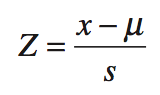 Z = (x − μ) / s